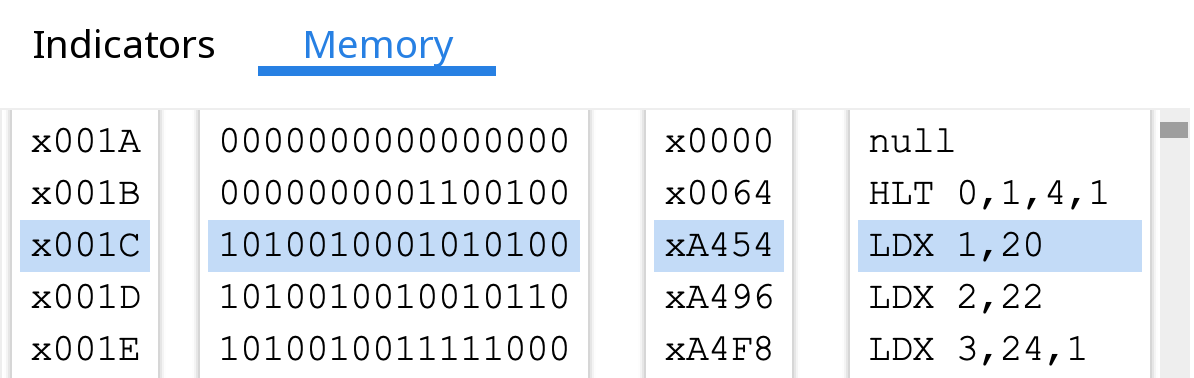 Indicators Memory
x001A 0000000000000000 x0000 null
x001B 0000000001100100 x0064 HLT 0,1,4,1
x001C 1010010001010100 xA454 LDX 1,20
x001D 1010010010010110 xA496 LDX 2,22
x001E 1010010011111000 xA4F8 LDX 3,24,1